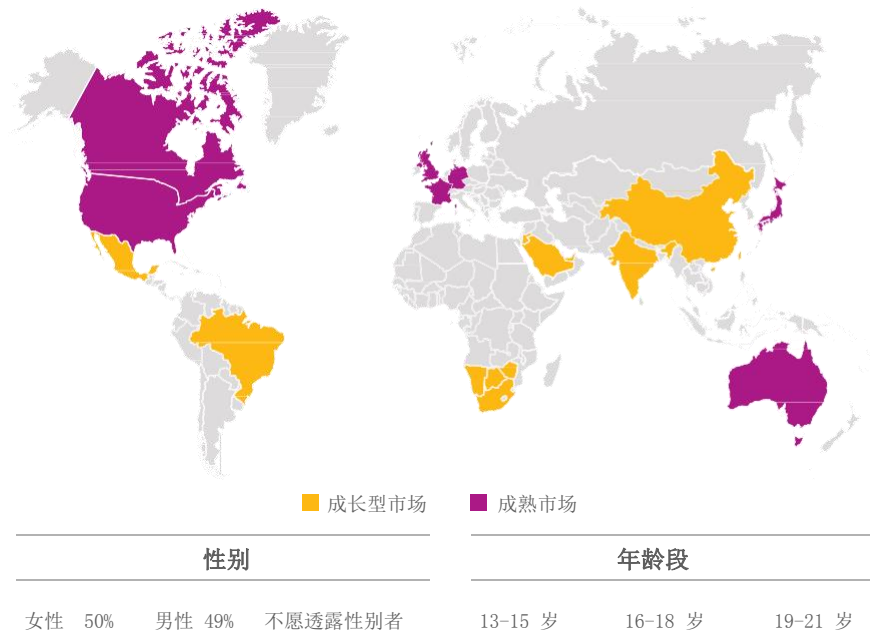 成长型市场 成熟市场
性别 年龄段
女性 50% 男性 49% 不愿透露性别者 13-15 岁 16-18 岁 19-21 岁